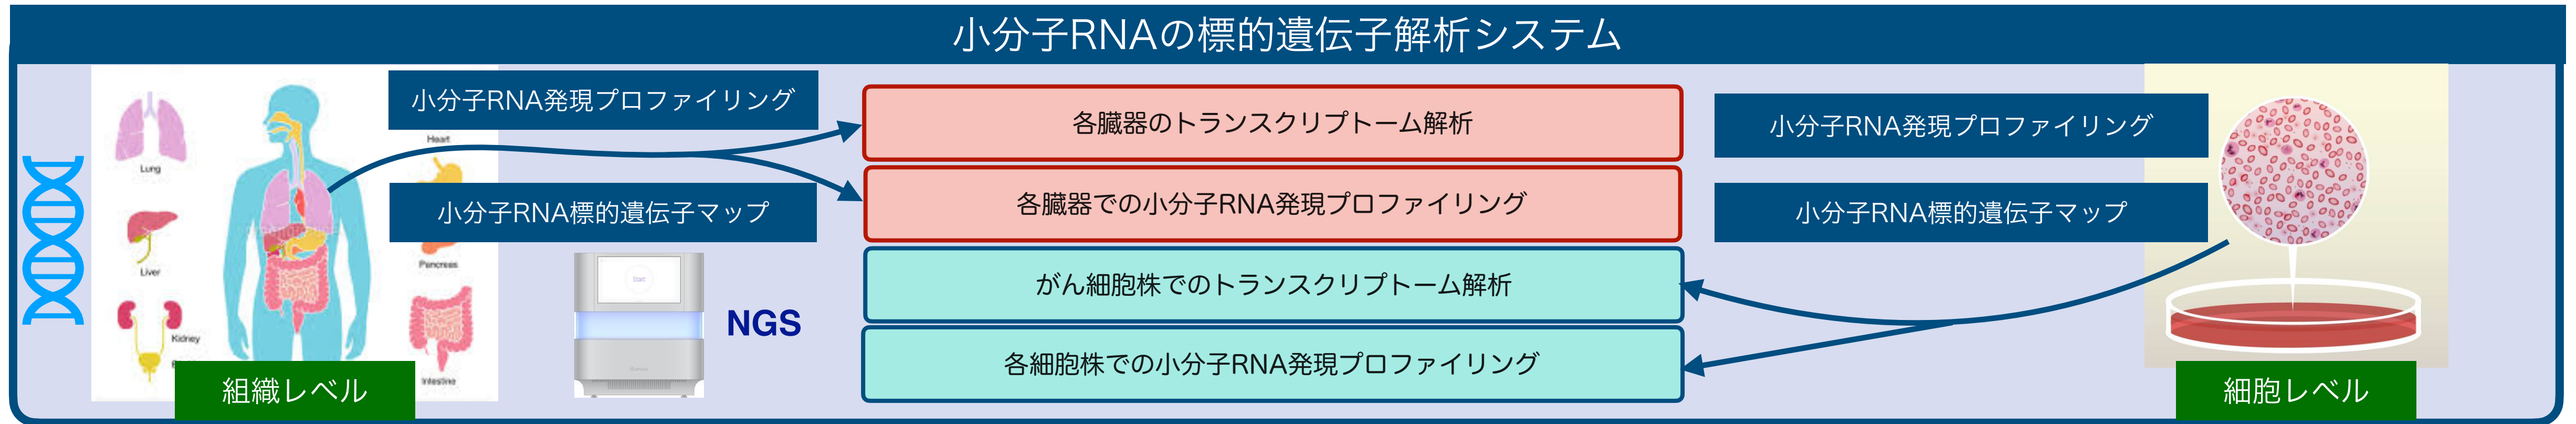 小分子RNAの標的遺伝子解析システム
小分子RNA発現プロファイリング
小分子RNA標的遺伝子マップ
Lung
Liver
Kidney
Heart
Pancreas
Intestine
組織レベル
Start
NGS
各臓器のトランスクリプトーム解析
各臓器での小分子RNA発現プロファイリング
がん細胞株でのトランスクリプトーム解析
各細胞株での小分子RNA発現プロファイリング
小分子RNA発現プロファイリング
小分子RNA標的遺伝子マップ
細胞レベル